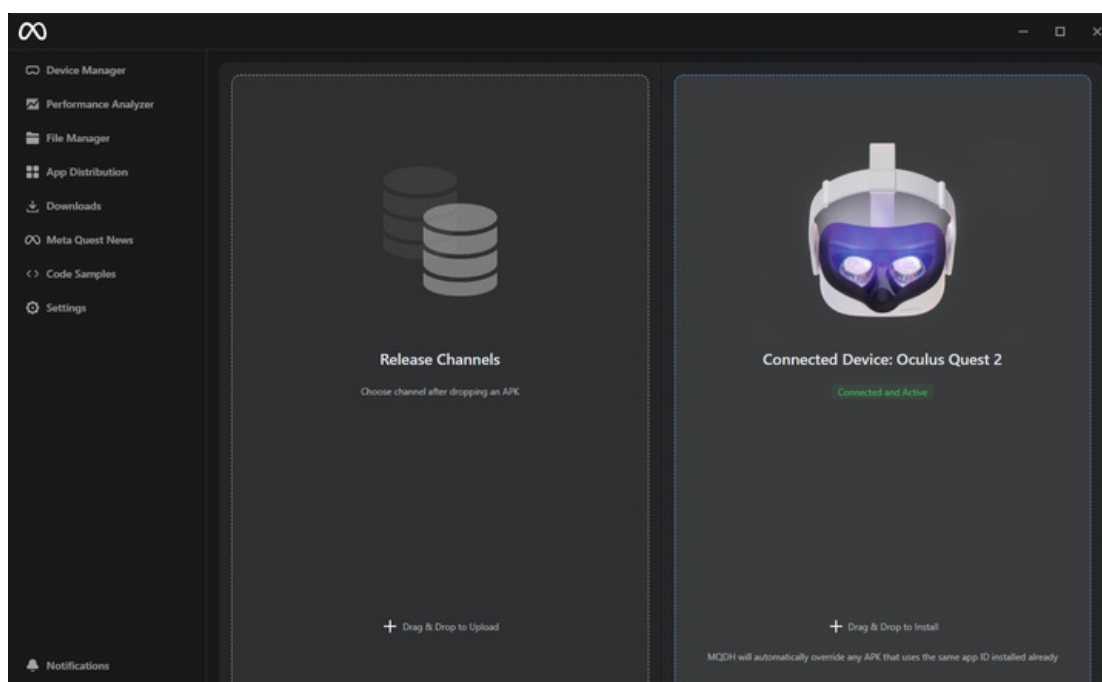 Device Manager
Performance Analyzer
File Manager
App Distribution
Downloads
Meta Quest News
Code Samples
Settings
Notifications
Release Channels
Choose channel after dropping an APK
Drag & Drop to Upload
Connected Device: Oculus Quest 2
Connected and Active
Drag & Drop to Install
MQDH will automatically override any APK that uses the same app ID installed already